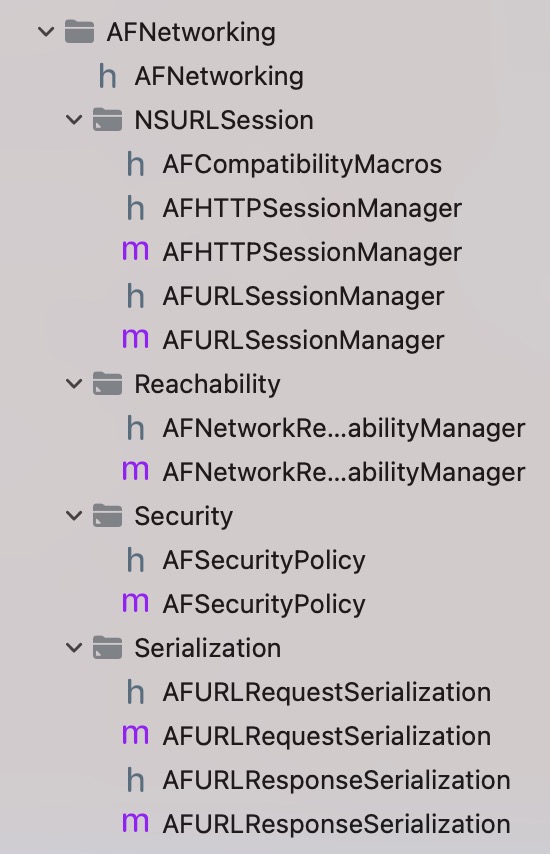 AFNetworking
h AFNetworking
NSURLSession
h AFCompatibilityMacros
h AFHTTPSessionManager
m AFHTTPSessionManager
h AFURLSessionManager
m AFURLSessionManager
Reachability
h AFNetworkRe...abilityManager
m AFNetworkRe...abilityManager
Security
h AFSecurityPolicy
m AFSecurityPolicy
Serialization
h AFURLRequestSerialization
m AFURLRequestSerialization
h AFURLResponseSerialization
m AFURLResponseSerialization